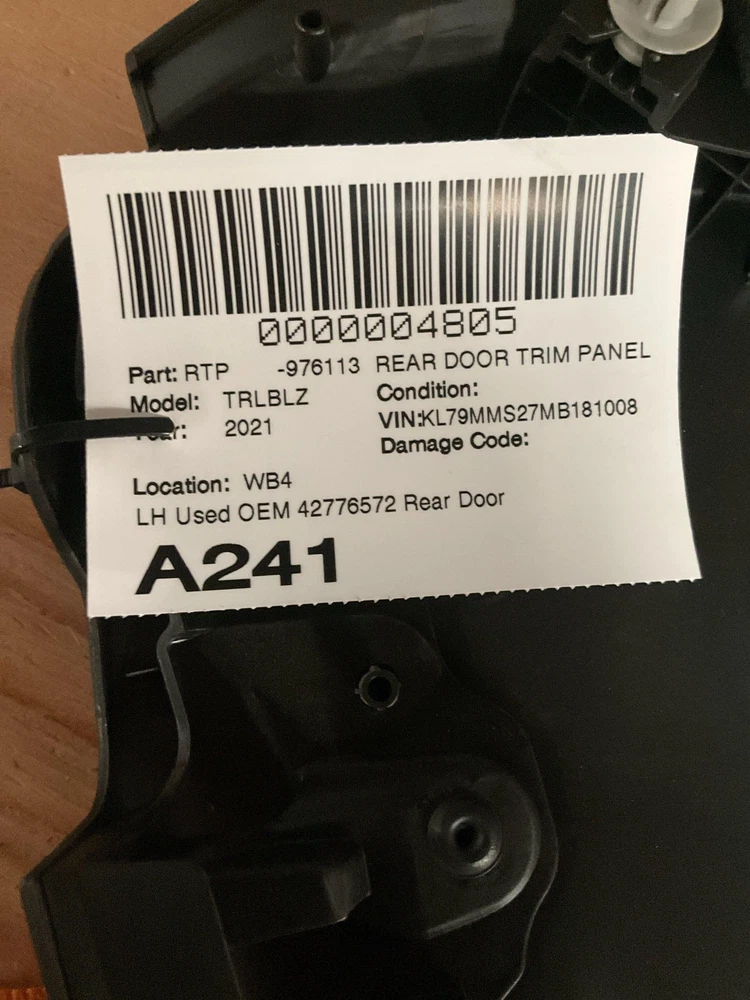 0000004805
Part: RTP -976113 REAR DOOR TRIM PANEL
Model: TRLBLZ Condition:
2021 VIN:KL79MMS27MB181008
Damage Code:
Location: WB4
LH Used OEM 42776572 Rear Door
A241